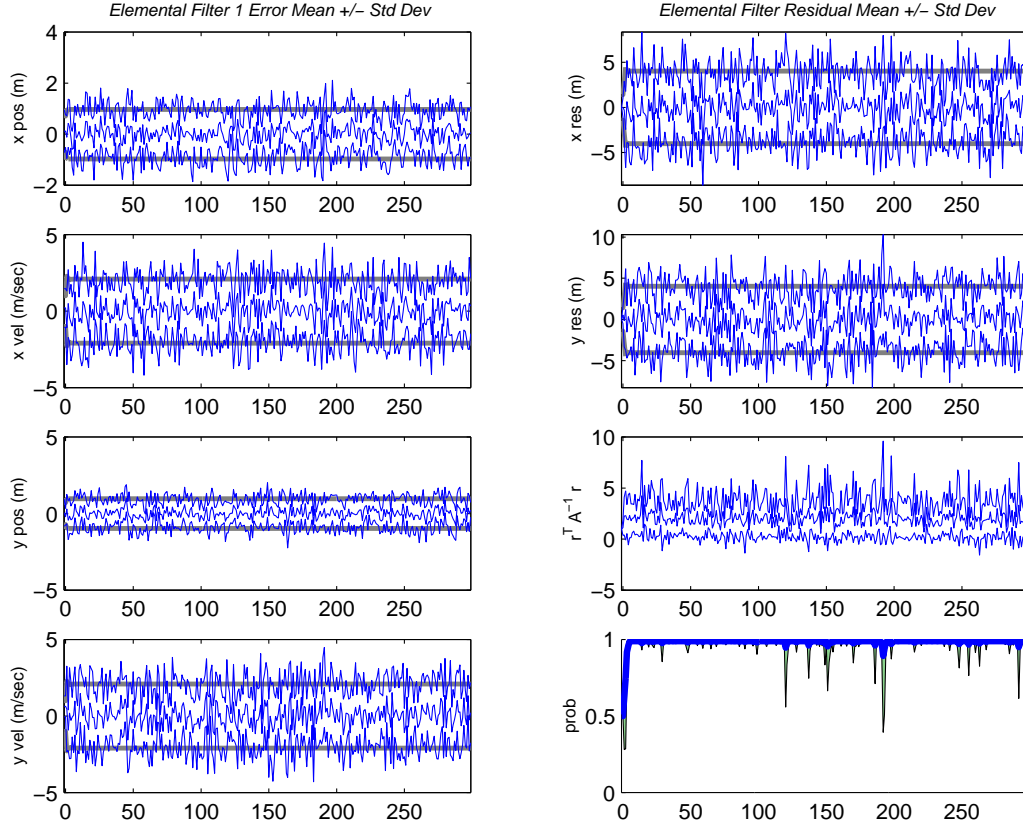 Elemental Filter 1 Error Mean +/− Std Dev
4
2
0
−2
x pos (m)
0 50 100 150 200 250
5
0
−5
x vel (m/sec)
0 50 100 150 200 250
5
0
−5
y pos (m)
0 50 100 150 200 250
5
0
−5
y vel (m/sec)
0 50 100 150 200 250
Elemental Filter Residual Mean +/− Std Dev
5
0
−5
x res (m)
0 50 100 150 200 250
10
5
0
−5
y res (m)
0 50 100 150 200 250
10
5
0
−5
r^T A^−1 r
0 50 100 150 200 250
1
0.5
0
prob
0 50 100 150 200 250